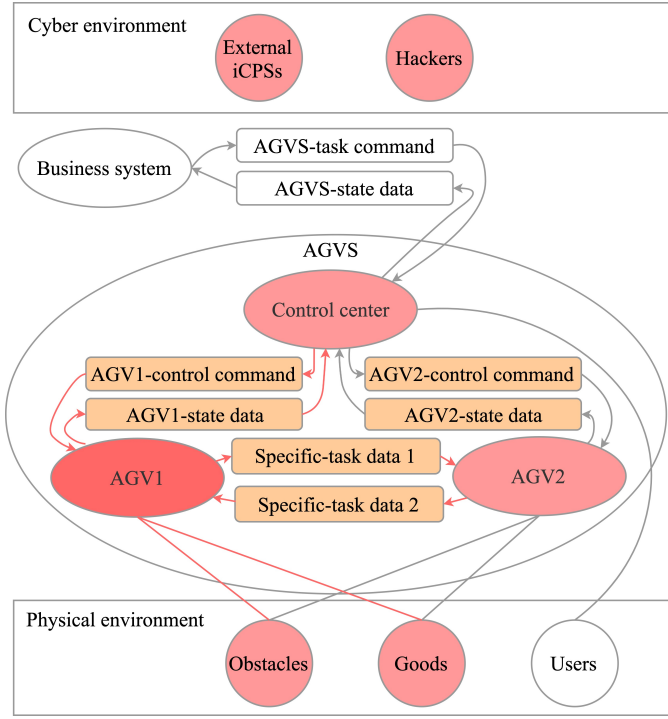 Cyber environment
External
iCPSs
Hackers
Business system
AGVS-task command
AGVS-state data
AGVS
Control center
AGV1-control command
AGV2-control command
AGV1-state data
AGV2-state data
Specific-task data 1
AGV1
AGV2
Specific-task data 2
Physical environment
Obstacles
Goods
Users